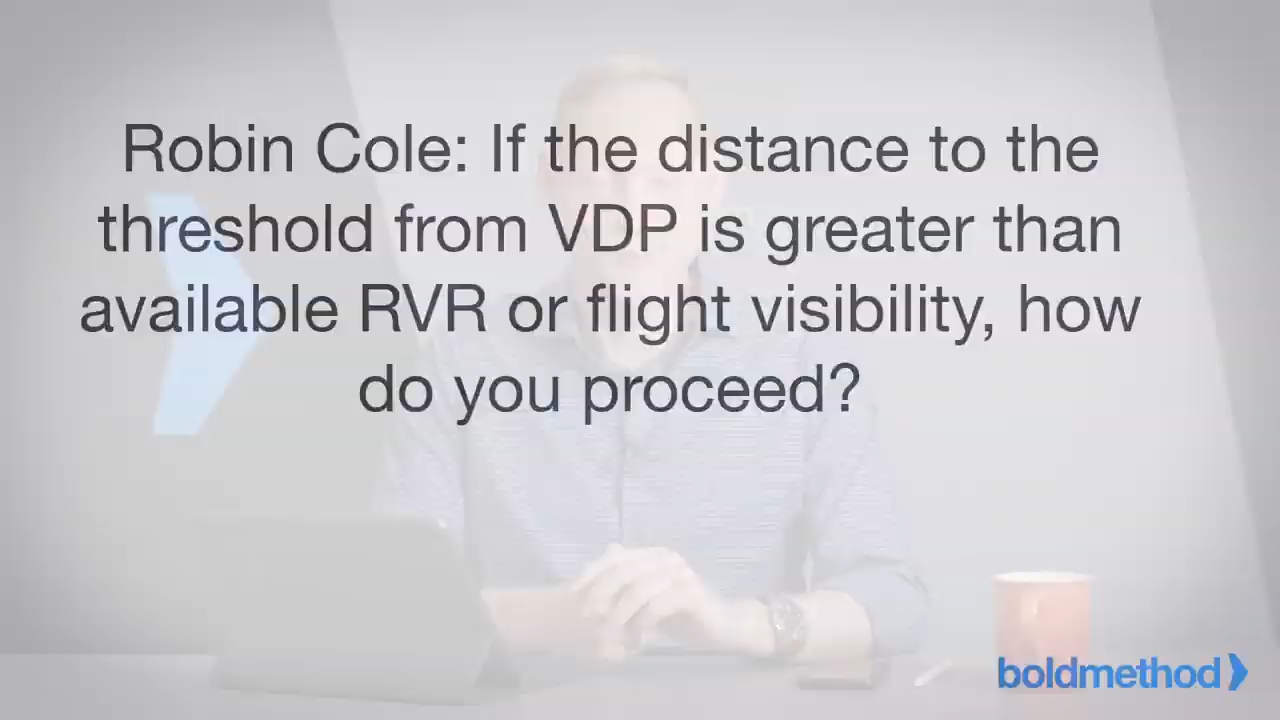 Robin Cole: If the distance to the
threshold from VDP is greater than
available RVR or flight visibility, how
do you proceed?
boldmethod